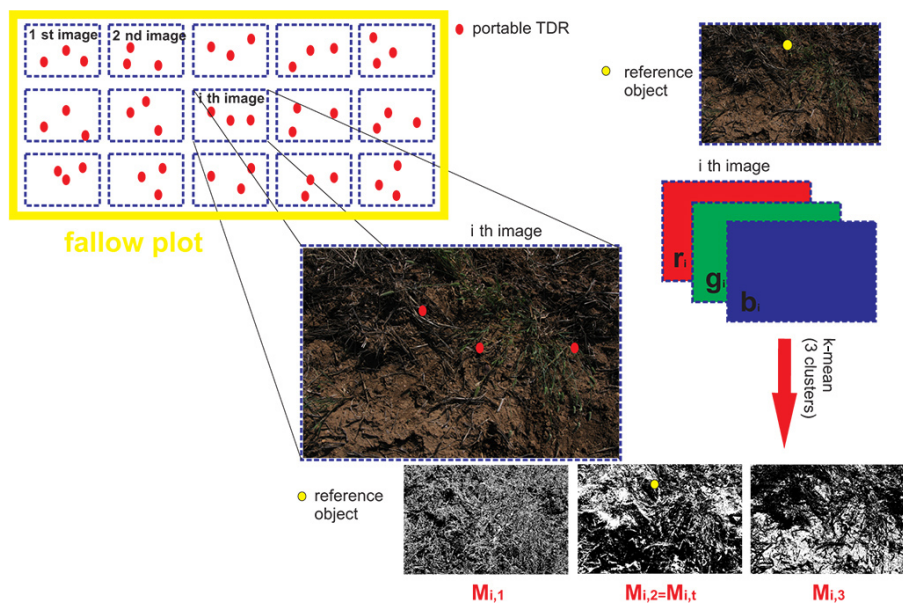 1 st image
2 nd image
i th image
portable TDR
fallow plot
i th image
reference
object
i th image
ri
gi
bi
k-mean
(3 clusters)
reference
object
Mi,1
Mi,2=Mi,t
Mi,3